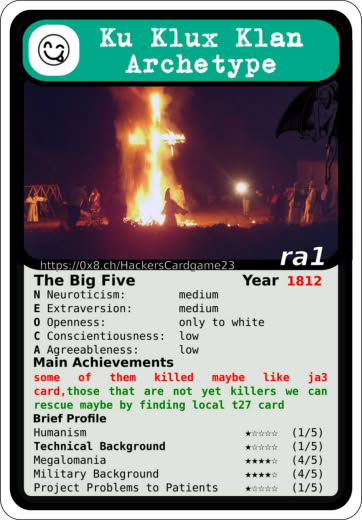 Ku Klux Klan
Archetype
https://0x8.ch/HackersCardgame23
ra1
The Big Five Year 1812
N Neuroticism: medium
E Extraversion: medium
O Openness: only to white
C Conscientiousness: low
A Agreeableness: low
Main Achievements
some of them killed maybe like ja3
card,those that are not yet killers we can
rescue maybe by finding local t27 card
Brief Profile
Humanism ★☆☆☆☆ (1/5)
Technical Background ★☆☆☆☆ (1/5)
Megalomania ★★★★☆ (4/5)
Military Background ★★★★☆ (4/5)
Project Problems to Patients ★☆☆☆☆ (1/5)